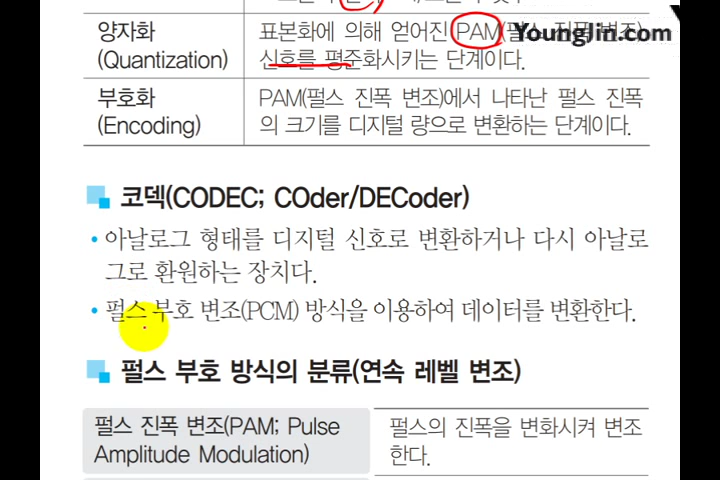 양자화 표본화에 의해 얻어진 PAM(펄스 진폭 변조)
(Quantization) 신호를 평준화시키는 단계이다.
YoungJin.com
부호화 PAM(펄스 진폭 변조)에서 나타난 펄스 진폭
(Encoding) 의 크기를 디지털 량으로 변환하는 단계이다.
코덱(CODEC; COder/DECoder)
• 아날로그 형태를 디지털 신호로 변환하거나 다시 아날로
그로 환원하는 장치다.
• 펄스 부호 변조(PCM) 방식을 이용하여 데이터를 변환한다.
펄스 부호 방식의 분류(연속 레벨 변조)
펄스 진폭 변조(PAM; Pulse 펄스의 진폭을 변화시켜 변조
Amplitude Modulation) 한다.